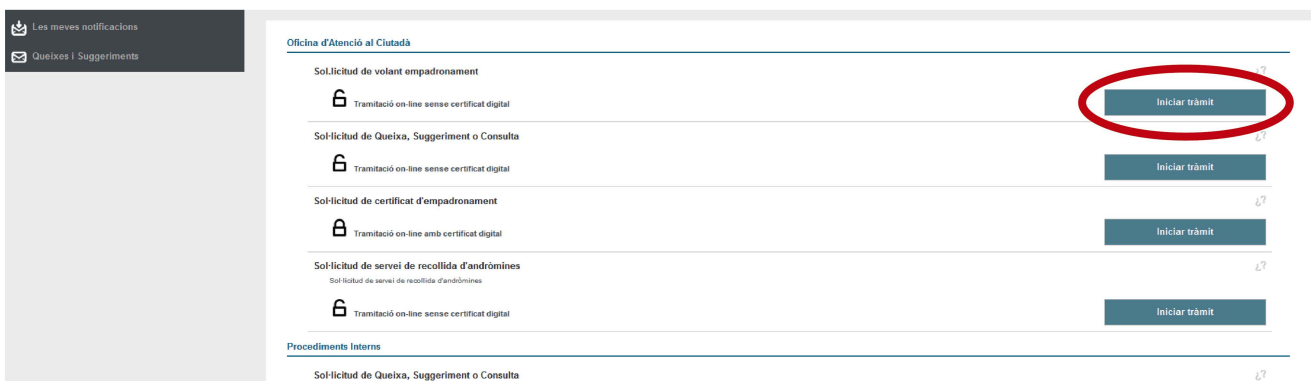 Les meves notificacions
Queixes i Suggeriments
Oficina d'Atenció al Ciutadà
Sol.licitud de volant empadronament
¿?
Tramitació on-line sense certificat digital
Iniciar tràmit
Sol·licitud de Queixa, Suggeriment o Consulta
¿?
Tramitació on-line sense certificat digital
Iniciar tràmit
Sol·licitud de certificat d'empadronament
¿?
Tramitació on-line amb certificat digital
Iniciar tràmit
Sol·licitud de servei de recollida d'andròmines
¿?
Sol·licitud de servei de recollida d'andròmines
Tramitació on-line sense certificat digital
Iniciar tràmit
Procediments Interns
Sol·licitud de Queixa, Suggeriment o Consulta
¿?